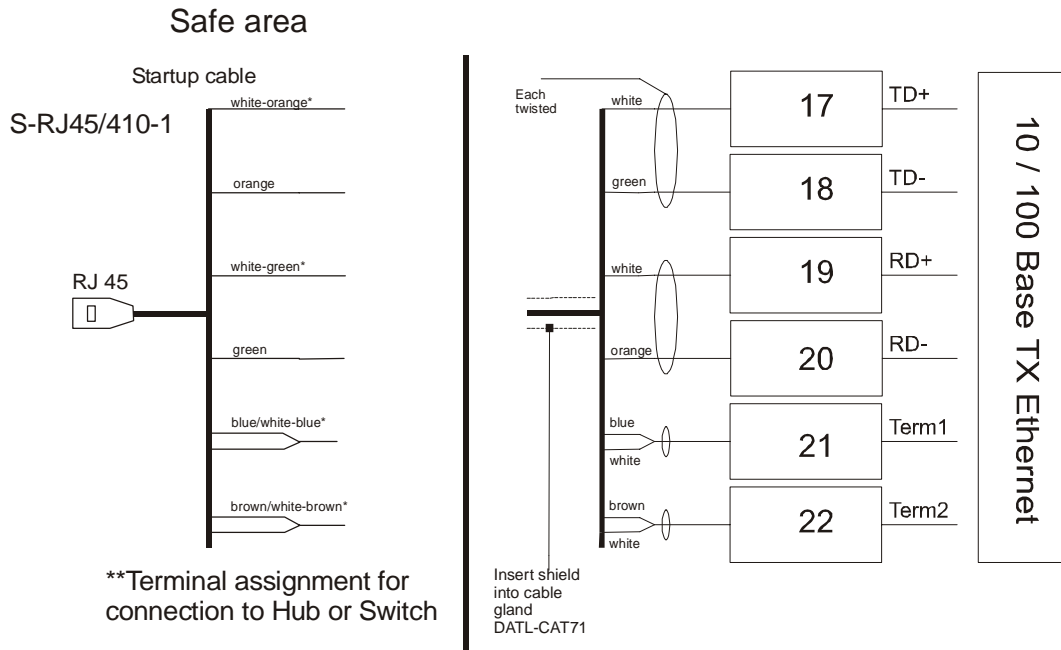 Safe area
Startup cable
S-RJ45/410-1
white-orange*
orange
white-green*
RJ 45
green
blue/white-blue*
brown/white-brown*
**Terminal assignment for
connection to Hub or Switch
Each
twisted
white
17
TD+
green
18
TD-
white
19
RD+
orange
20
RD-
blue
white
21
Term1
brown
white
22
Term2
Insert shield
into cable
gland
DATL-CAT71
10 / 100 Base TX Ethernet